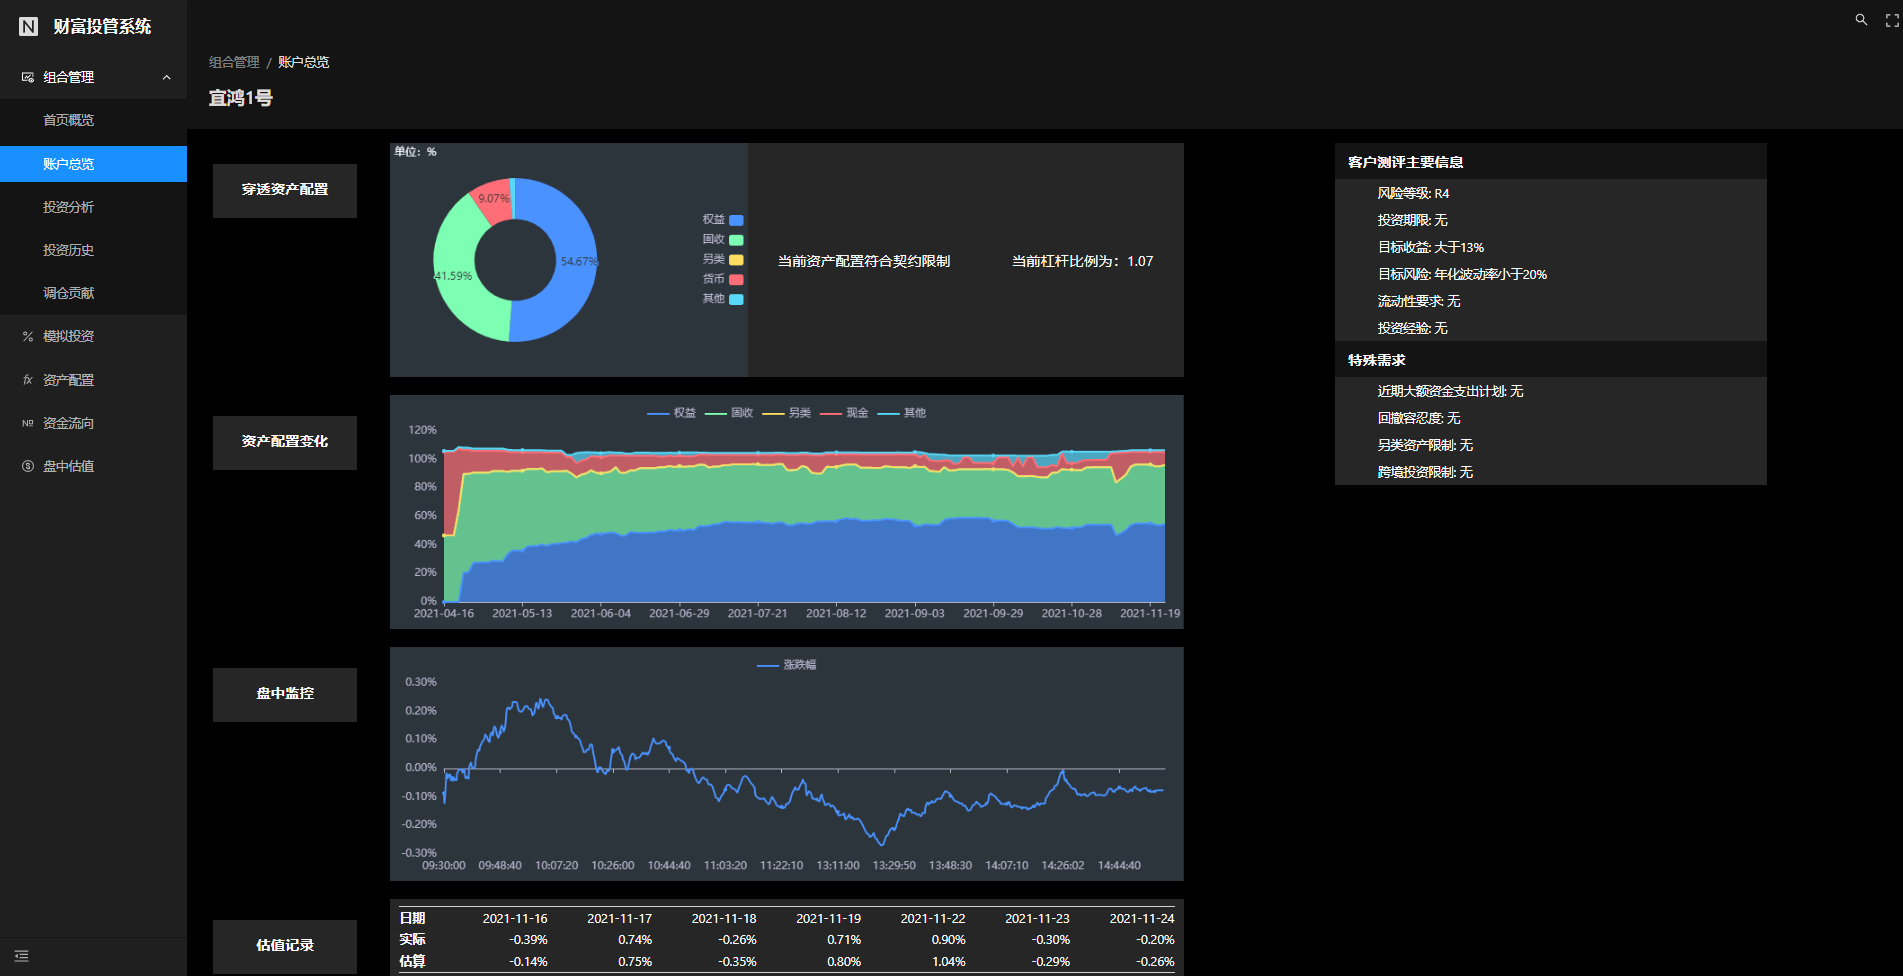 财富投管系统
组合管理
首页概览
账户总览
投资分析
投资历史
调仓贡献
模拟投资
资产配置
资金流向
盘中估值
组合管理 / 账户总览
宜鸿1号
穿透资产配置
单位：%
9.07%
41.59%
54.67%
权益
固收
另类
货币
其他
当前资产配置符合契约限制 当前杠杆比例为：1.07
资产配置变化
权益 固收 另类 现金 其他
120%
100%
80%
60%
40%
20%
0%
2021-04-16 2021-05-13 2021-06-04 2021-06-29 2021-07-21 2021-08-12 2021-09-03 2021-09-29 2021-10-28 2021-11-19
盘中监控
涨跌幅
0.30%
0.20%
0.10%
0.00%
-0.10%
-0.20%
-0.30%
09:30:00 09:48:40 10:07:20 10:26:00 10:44:40 11:03:20 11:22:10 13:11:00 13:29:50 13:48:30 14:07:10 14:26:02 14:44:40
估值记录
日期 2021-11-16 2021-11-17 2021-11-18 2021-11-19 2021-11-22 2021-11-23 2021-11-24
实际 -0.39% 0.74% -0.26% 0.71% 0.90% -0.30% -0.20%
估算 -0.14% 0.75% -0.35% 0.80% 1.04% -0.29% -0.26%
客户测评主要信息
风险等级: R4
投资期限: 无
目标收益: 大于13%
目标风险: 年化波动率小于20%
流动性要求: 无
投资经验: 无
特殊需求
近期大额资金支出计划: 无
回撤容忍度: 无
另类资产限制: 无
跨境投资限制: 无